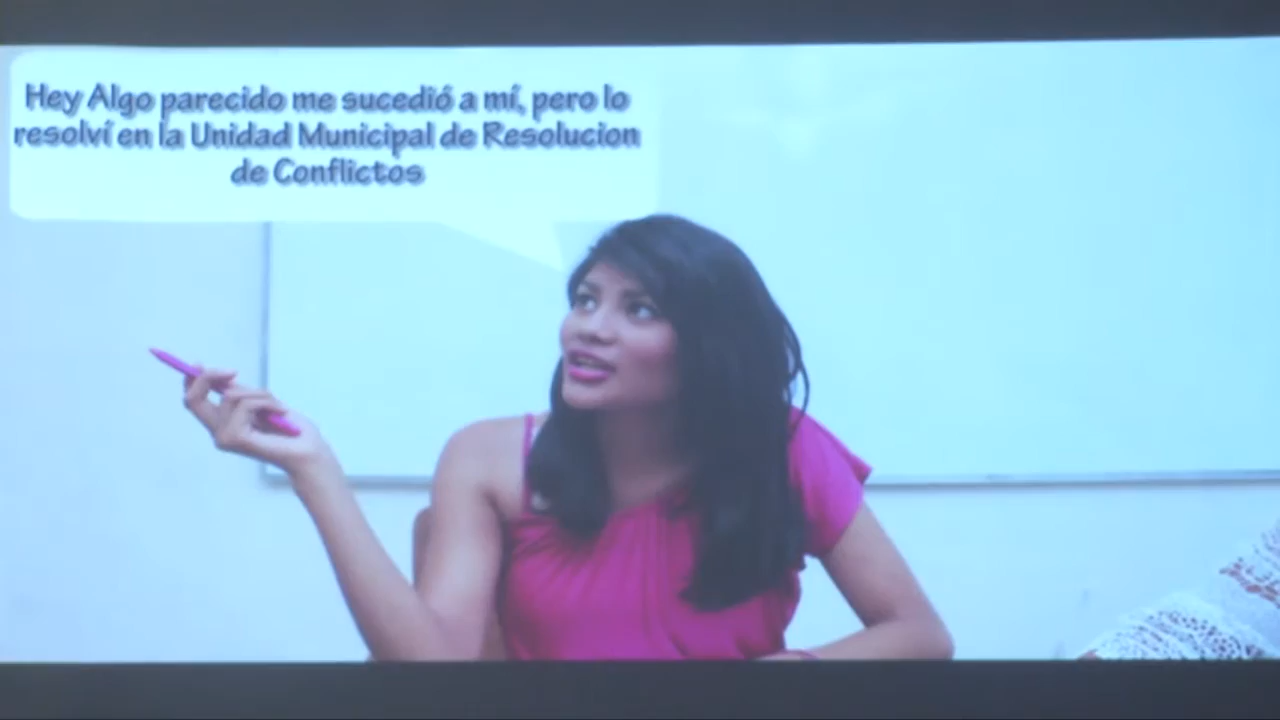 Hey Algo parecido me sucedió a mí, pero lo
resolví en la Unidad Municipal de Resolucion
de Conflictos